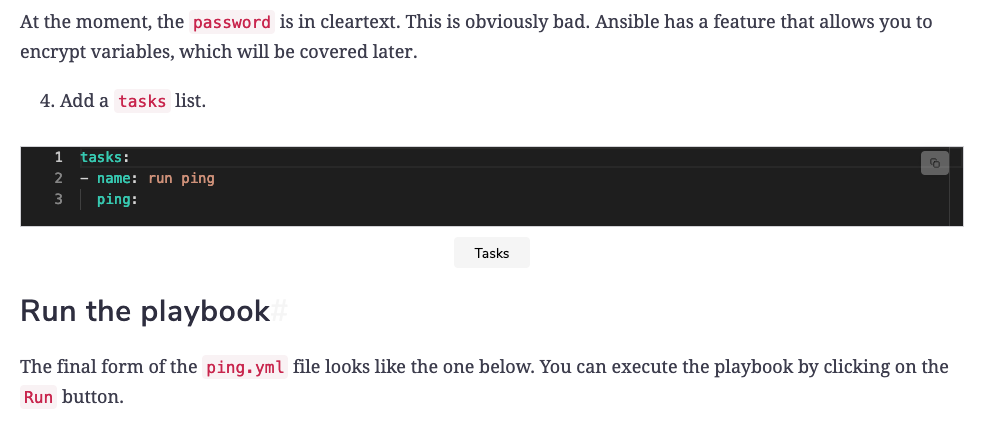 At the moment, the password is in cleartext. This is obviously bad. Ansible has a feature that allows you to
encrypt variables, which will be covered later.
4. Add a tasks list.
1 tasks:
2 - name: run ping
3 ping:
Tasks
Run the playbook#
The final form of the ping.yml file looks like the one below. You can execute the playbook by clicking on the
Run button.